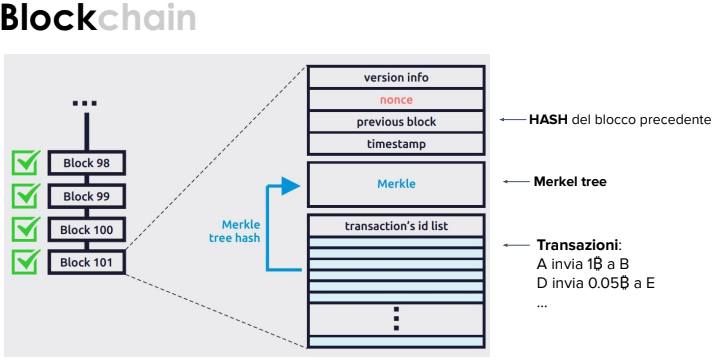 Blockchain
...
Block 98
Block 99
Block 100
Block 101
version info
nonce
previous block
timestamp
Merkle
Merkle
tree hash
transaction's id list
HASH del blocco precedente
Merkel tree
Transazioni:
A invia 1₿ a B
D invia 0.05₿ a E
...